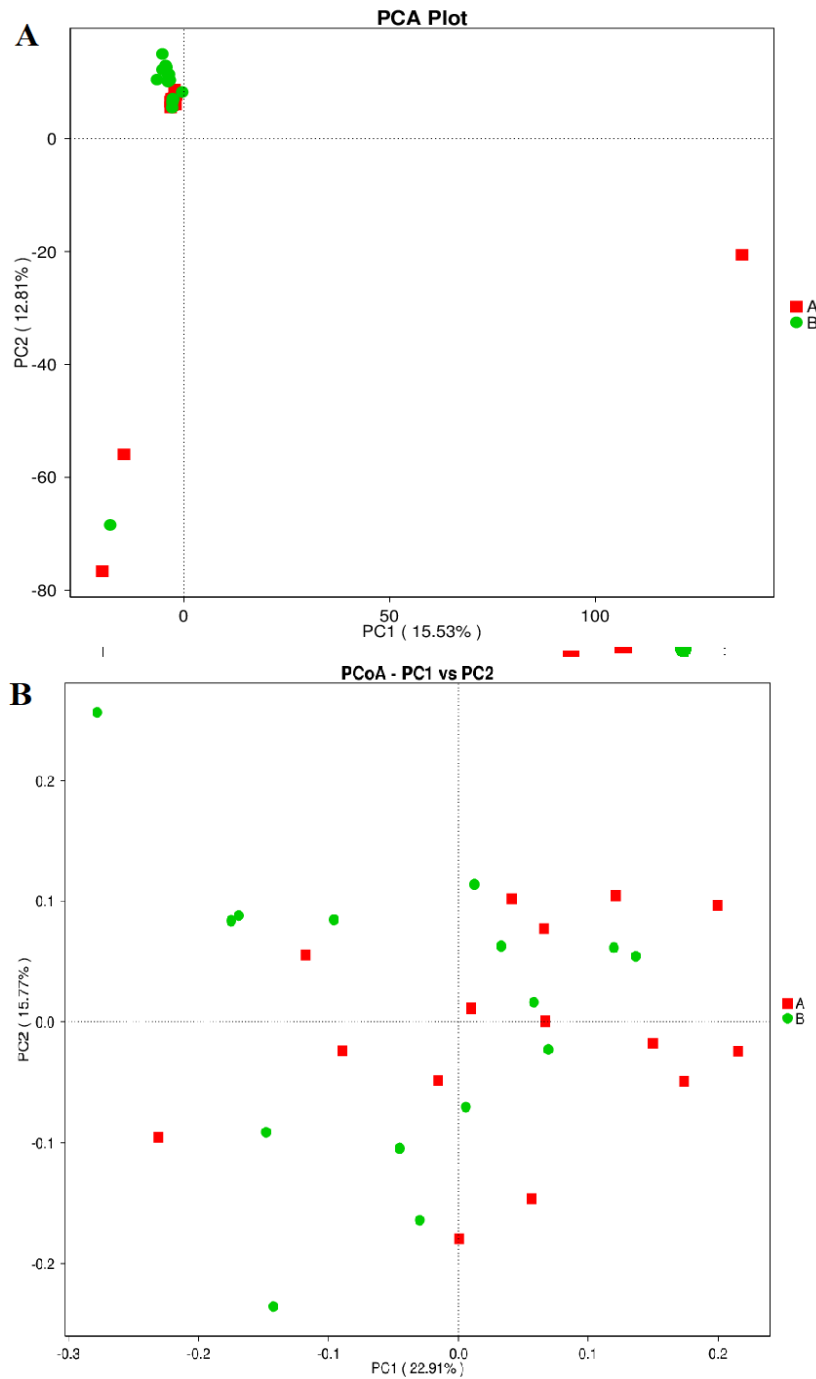 A
PCA Plot
0
-20
-40
-60
-80
PC2 ( 12.81%)
A
B
0
50
100
PC1 ( 15.53%)
B
PCoA - PC1 vs PC2
0.2
0.1
0.0
-0.1
-0.2
PC2 ( 15.77%)
A
B
-0.3
-0.2
-0.1
0.0
0.1
0.2
PC1 ( 22.91%)